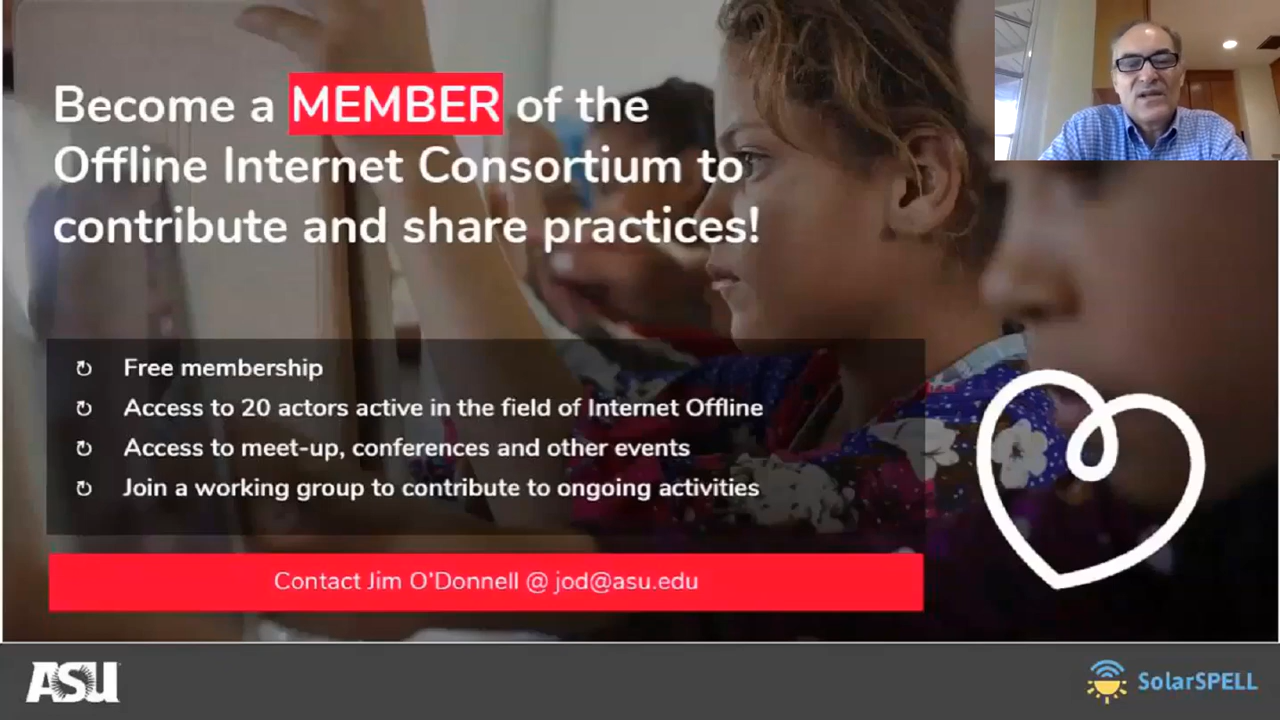 Become a MEMBER of the
Offline Internet Consortium to
contribute and share practices!
Free membership
Access to 20 actors active in the field of Internet Offline
Access to meet-up, conferences and other events
Join a working group to contribute to ongoing activities
Contact Jim O'Donnell @ jod@asu.edu
ASU
SolarSPELL